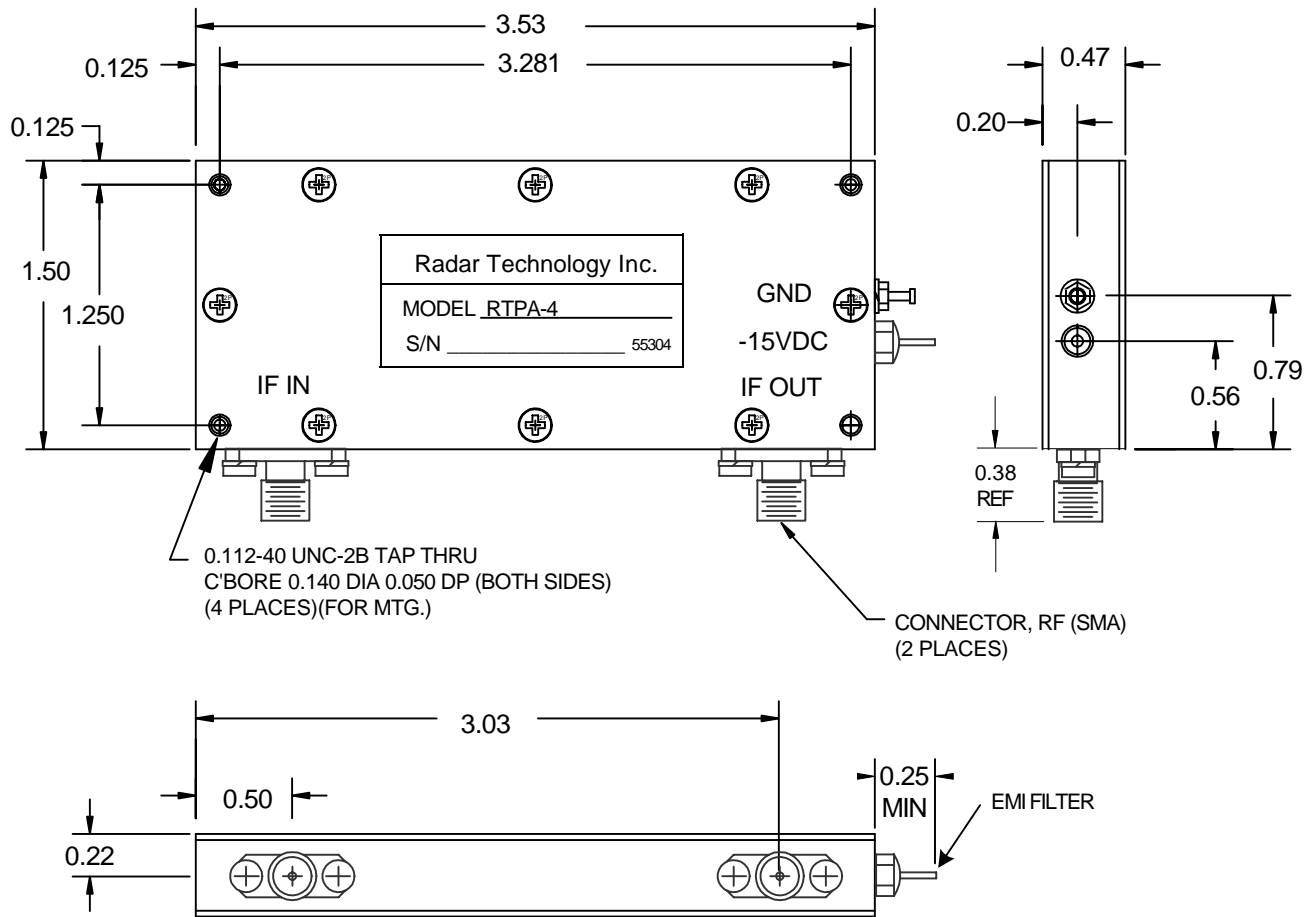 3.53
0.125
3.281
0.47
0.125
0.20
1.50
1.250
Radar Technology Inc.
MODEL RTPA-4
S/N 55304
GND
-15VDC
IF IN
IF OUT
0.79
0.56
0.38
REF
0.112-40 UNC-2B TAP THRU
C'BORE 0.140 DIA 0.050 DP (BOTH SIDES)
(4 PLACES)(FOR MTG.)
CONNECTOR, RF (SMA)
(2 PLACES)
3.03
0.50
0.25
MIN
EMI FILTER
0.22